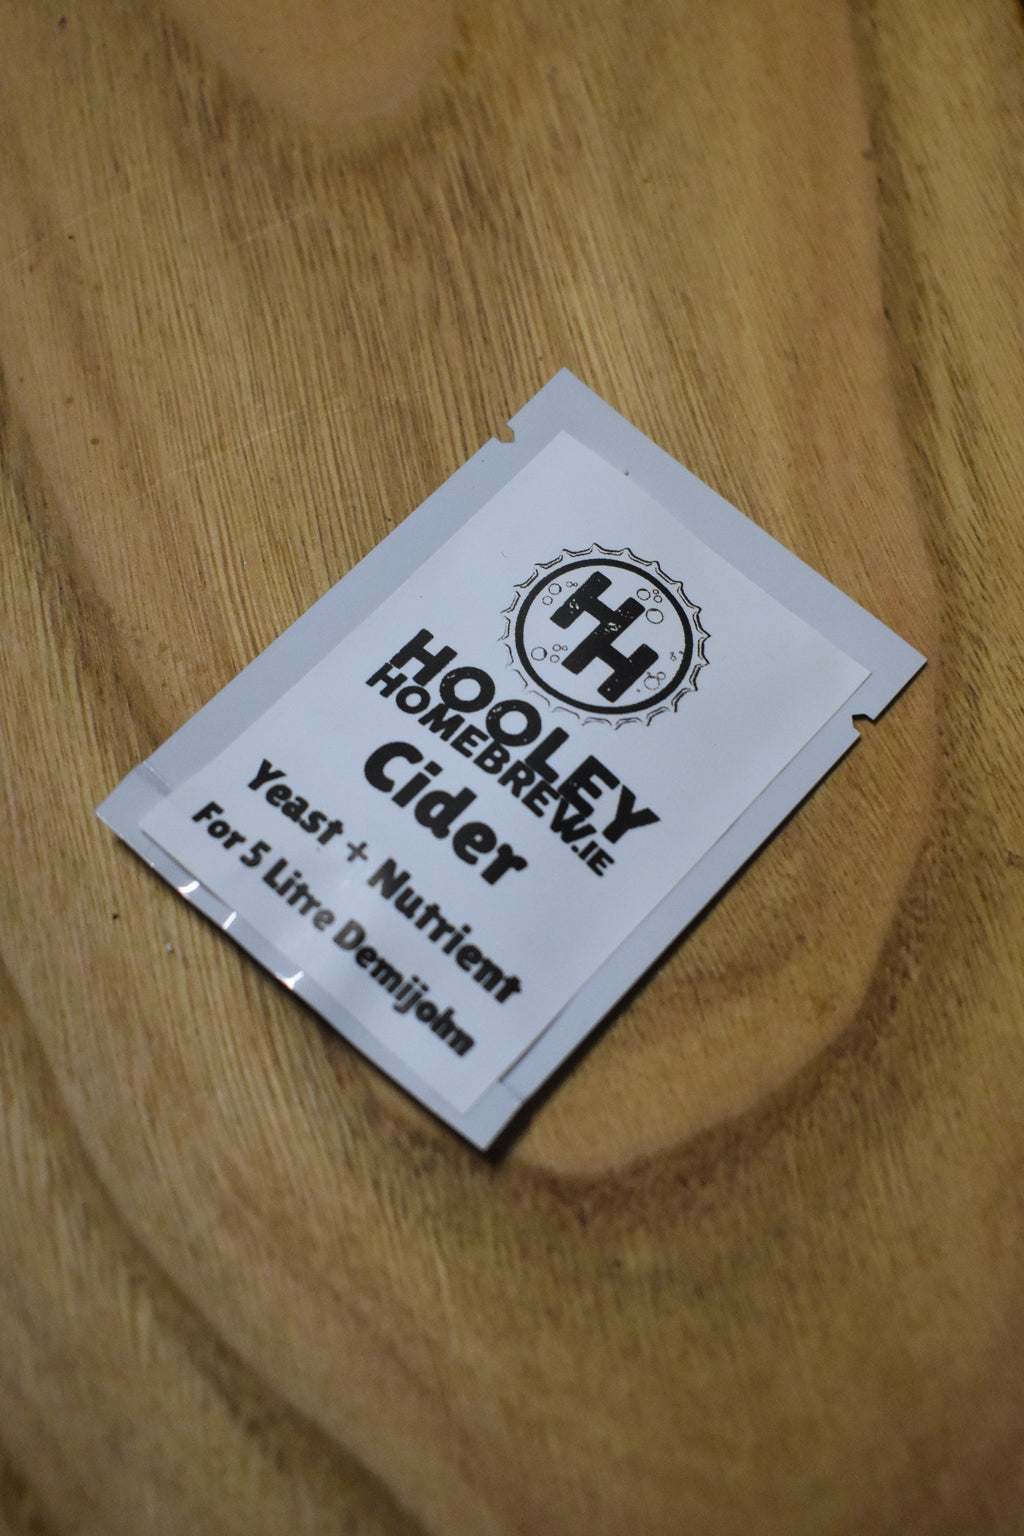 HH
HOOLEY
HOMEBREW.IE
Cider
Yeast + Nutrient
For 5 Litre Demijohn